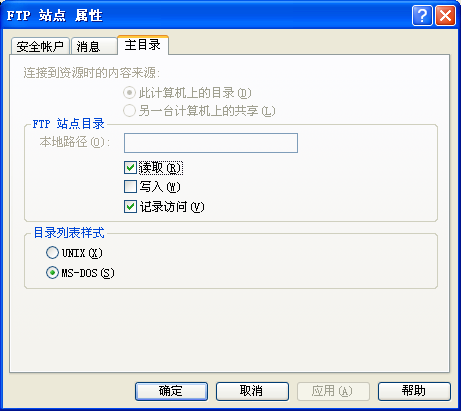 FTP 站点 属性
安全帐户 消息 主目录
连接到资源时的内容来源:
此计算机上的目录(D)
另一台计算机上的共享(L)
FTP 站点目录
本地路径(O):
读取(R)
写入(W)
记录访问(V)
目录列表样式
UNIX(X)
MS-DOS(S)
确定 取消 应用(A) 帮助